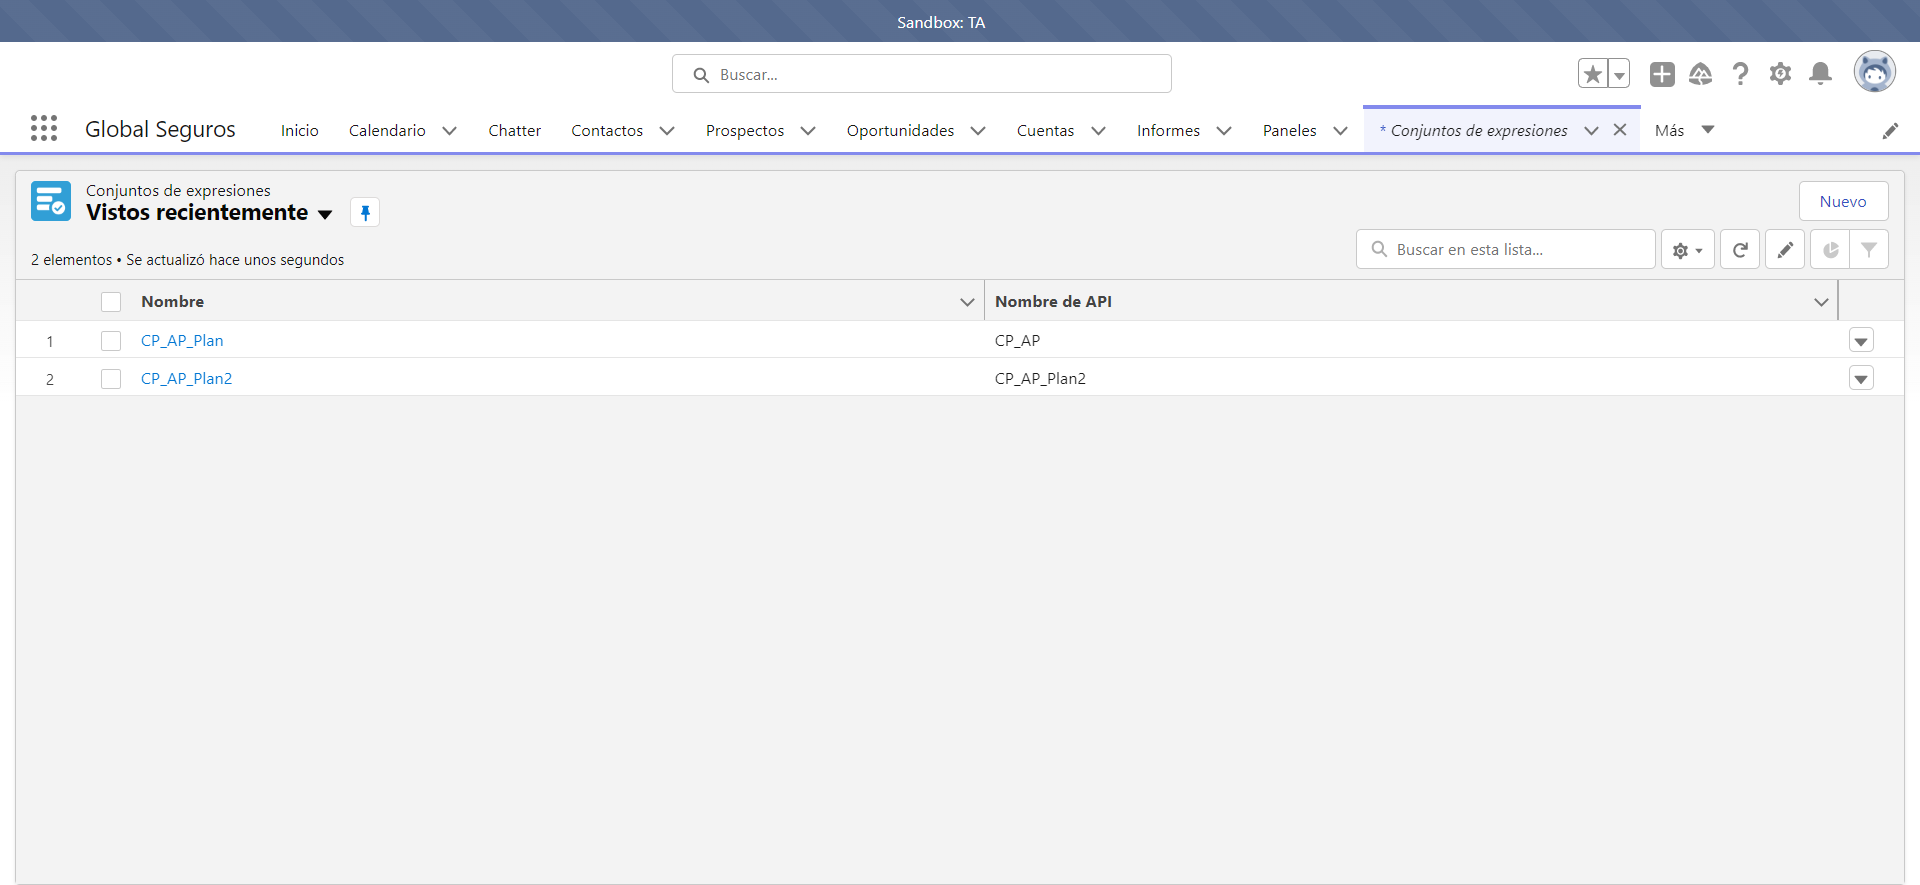 Sandbox: TA
Buscar...
Global Seguros
Inicio
Calendario
Chatter
Contactos
Prospectos
Oportunidades
Cuentas
Informes
Paneles
* Conjuntos de expresiones
Más
Conjuntos de expresiones
Vistos recientemente
Nuevo
2 elementos • Se actualizó hace unos segundos
Buscar en esta lista...
Nombre
Nombre de API
1
CP_AP_Plan
CP_AP
2
CP_AP_Plan2
CP_AP_Plan2